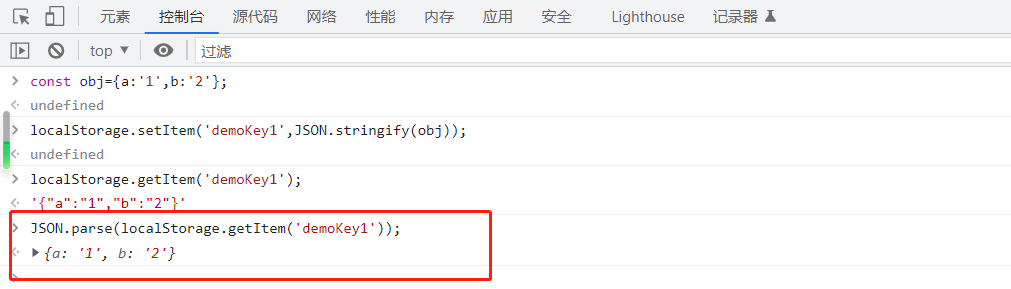 元素 控制台 源代码 网络 性能 内存 应用 安全 Lighthouse 记录器
top 过滤
const obj={a:'1',b:'2'};
undefined
localStorage.setItem('demoKey1',JSON.stringify(obj));
undefined
localStorage.getItem('demoKey1');
'{"a":"1","b":"2"}'
JSON.parse(localStorage.getItem('demoKey1'));
{a: '1', b: '2'}